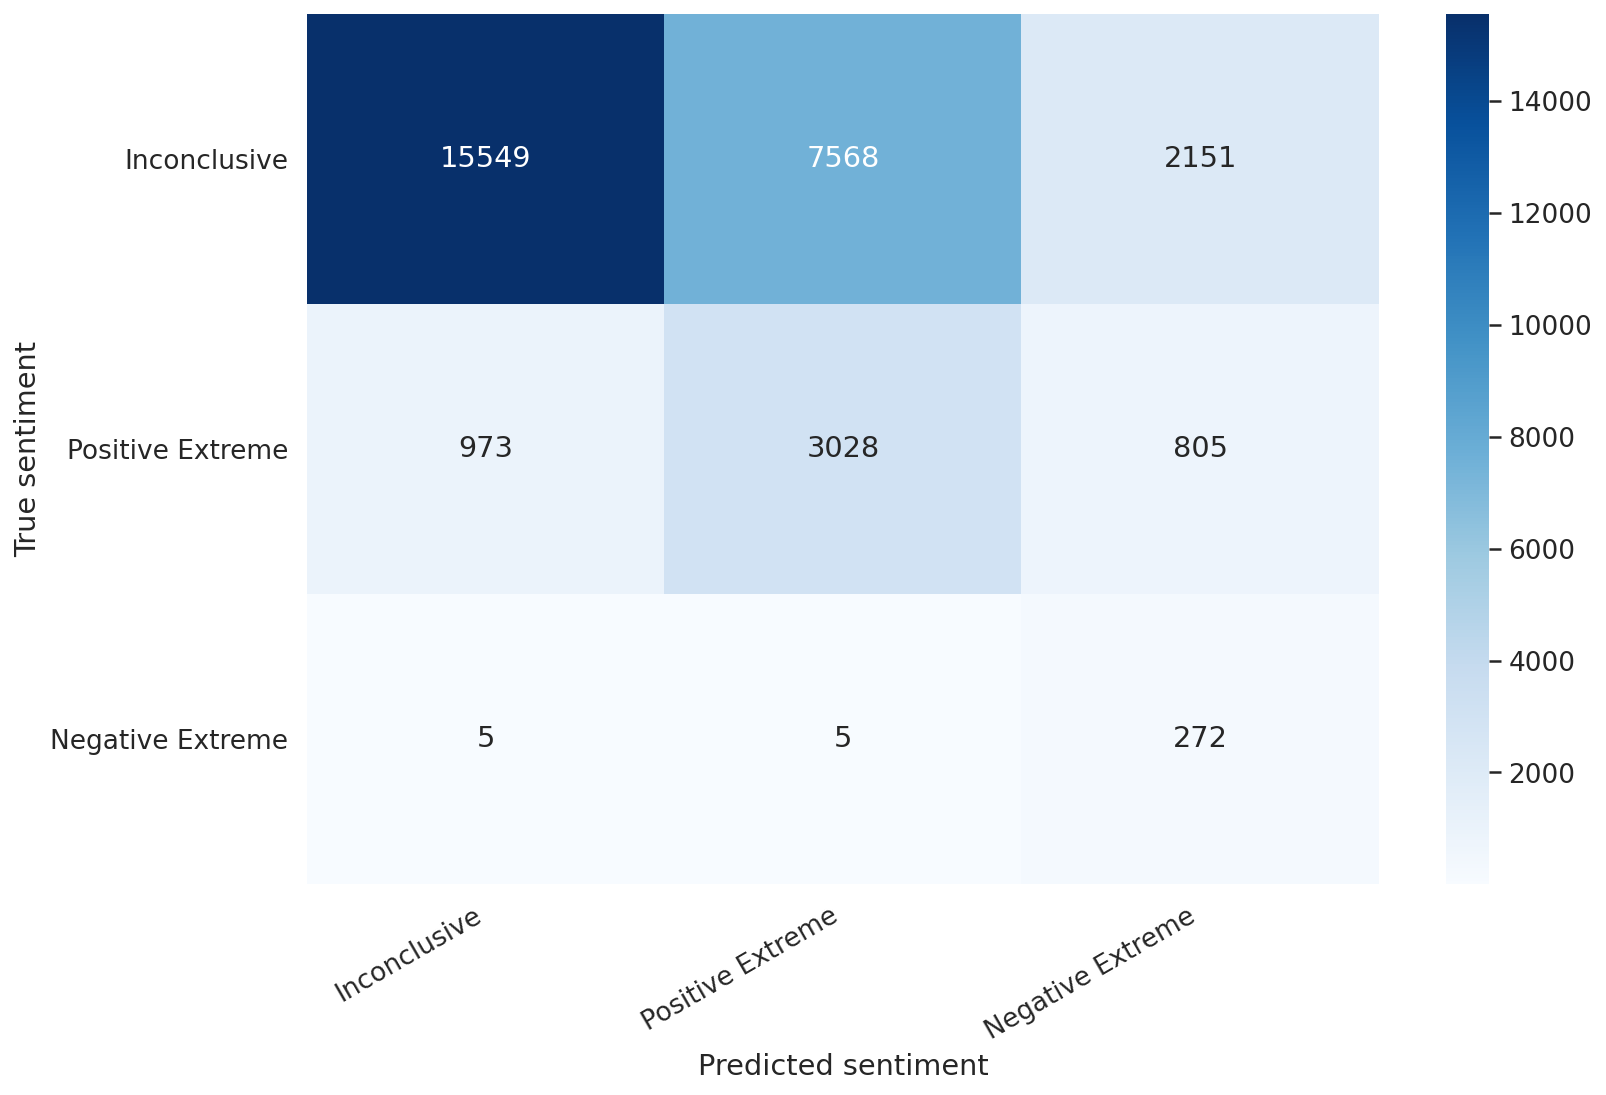 Inconclusive
15549 7568 2151
Positive Extreme
973 3028 805
Negative Extreme
5 5 272
Inconclusive
Positive Extreme
Negative Extreme
Predicted sentiment
True sentiment
14000
12000
10000
8000
6000
4000
2000